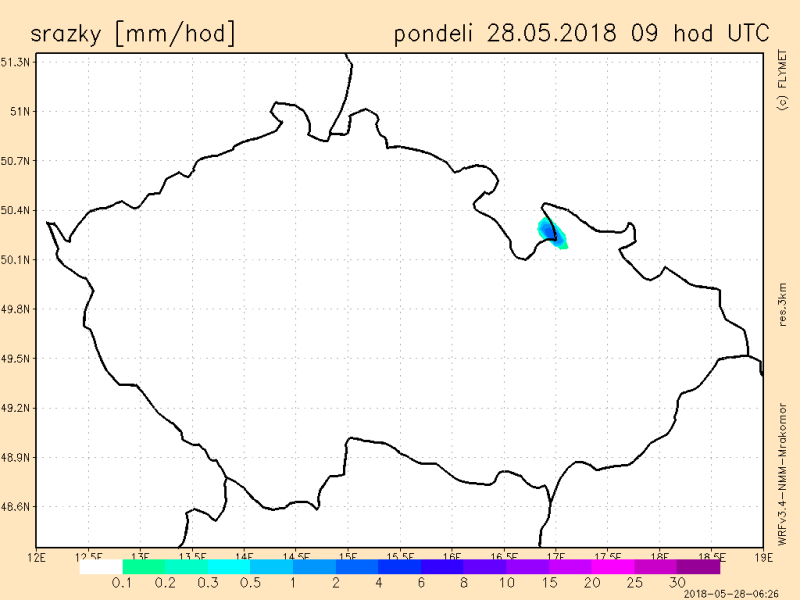 srazky [mm/hod]
pondeli 28.05.2018 09 hod UTC
51.3N
51N
50.7N
50.4N
50.1N
49.8N
49.5N
49.2N
48.9N
48.6N
12E 12.5E 13E 13.5E 14E 14.5E 15E 15.5E 16E 16.5E 17E 17.5E 18E 18.5E 19E
0.1 0.2 0.3 0.5 1 2 4 6 8 10 15 20 25 30
(c) FLYMET
res.3km
WRFv3.4-NMM-Mrakomor
2018-05-28-06:26